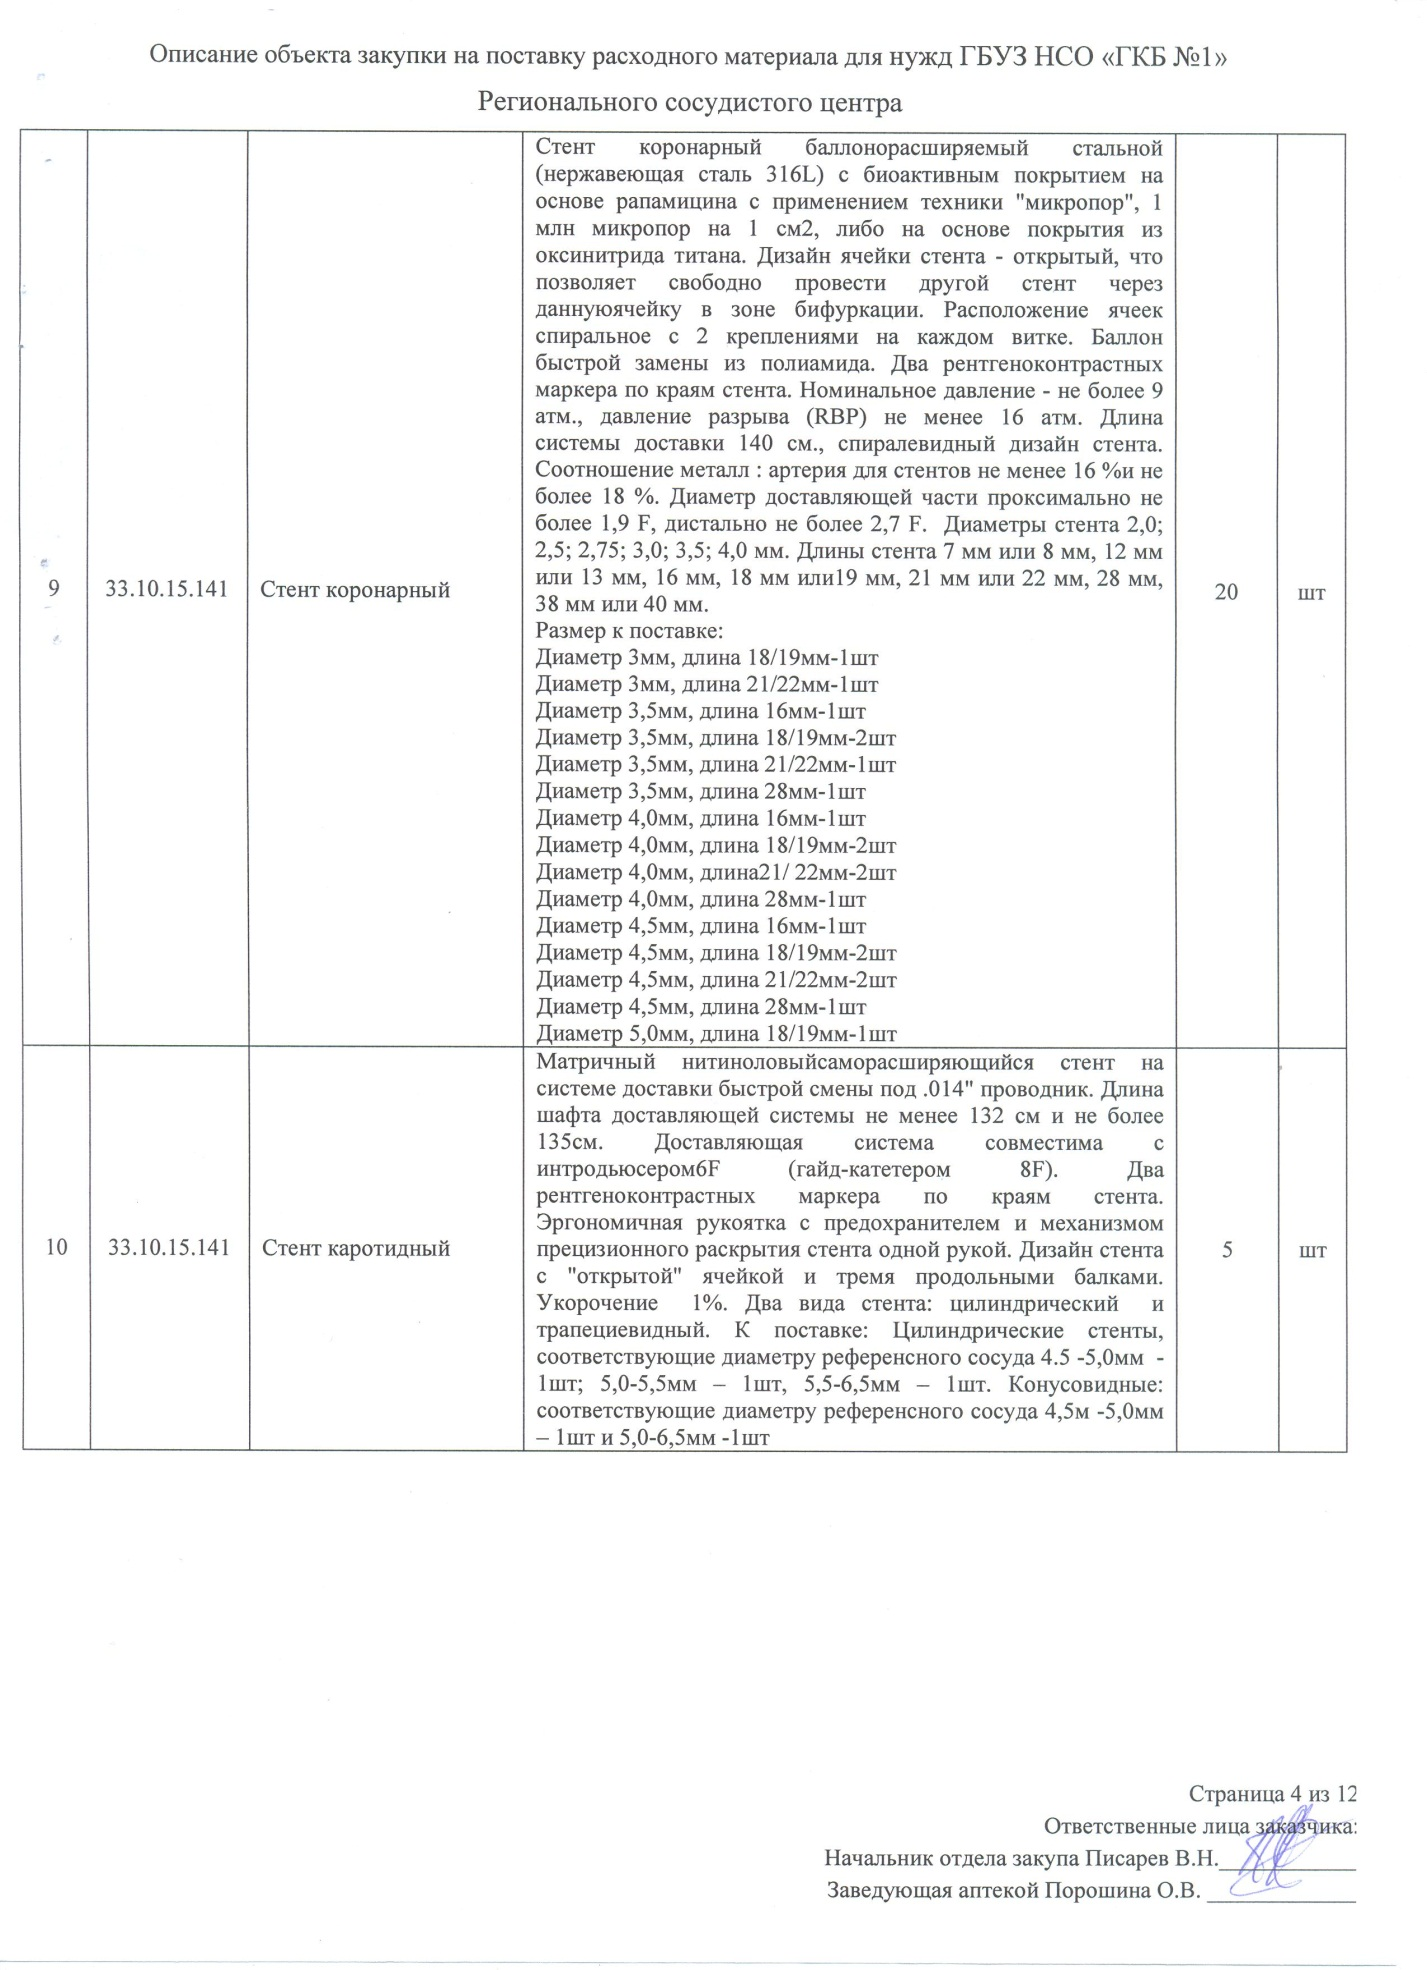 Описание объекта закупки на поставку расходного материала для нужд ГБУЗ НСО «ГКБ №1»
Регионального сосудистого центра
9
33.10.15.141
Стент коронарный
Стент коронарный баллонорасширяемый стальной
(нержавеющая сталь 316L) с биоактивным покрытием на
основе рапамицина с применением техники "микропор", 1
млн микропор на 1 см2, либо на основе покрытия из
оксинитрида титана. Дизайн ячейки стента - открытый, что
позволяет свободно провести другой стент через
даннуюячейку в зоне бифуркации. Расположение ячеек
спиральное с 2 креплениями на каждом витке. Баллон
быстрой замены из полиамида. Два рентгеноконтрастных
маркера по краям стента. Номинальное давление - не более 9
атм., давление разрыва (RBP) не менее 16 атм. Длина
системы доставки 140 см., спиралевидный дизайн стента.
Соотношение металл : артерия для стентов не менее 16 %и не
более 18 %. Диаметр доставляющей части проксимально не
более 1,9 F, дистально не более 2,7 F. Диаметры стента 2,0;
2,5; 2,75; 3,0; 3,5; 4,0 мм. Длины стента 7 мм или 8 мм, 12 мм
или 13 мм, 16 мм, 18 мм или19 мм, 21 мм или 22 мм, 28 мм,
38 мм или 40 мм.
Размер к поставке:
Диаметр 3мм, длина 18/19мм-1шт
Диаметр 3мм, длина 21/22мм-1шт
Диаметр 3,5мм, длина 16мм-1шт
Диаметр 3,5мм, длина 18/19мм-2шт
Диаметр 3,5мм, длина 21/22мм-1шт
Диаметр 3,5мм, длина 28мм-1шт
Диаметр 4,0мм, длина 16мм-1шт
Диаметр 4,0мм, длина 18/19мм-2шт
Диаметр 4,0мм, длина21/ 22мм-2шт
Диаметр 4,0мм, длина 28мм-1шт
Диаметр 4,5мм, длина 16мм-1шт
Диаметр 4,5мм, длина 18/19мм-2шт
Диаметр 4,5мм, длина 21/22мм-2шт
Диаметр 4,5мм, длина 28мм-1шт
Диаметр 5,0мм, длина 18/19мм-1шт
20
шт
10
33.10.15.141
Стент каротидный
Матричный нитиноловыйсаморасширяющийся стент на
системе доставки быстрой смены под .014" проводник. Длина
шафта доставляющей системы не менее 132 см и не более
135см. Доставляющая система совместима с
интродьюсером6F (гайд-катетером 8F). Два
рентгеноконтрастных маркера по краям стента.
Эргономичная рукоятка с предохранителем и механизмом
прецизионного раскрытия стента одной рукой. Дизайн стента
с "открытой" ячейкой и тремя продольными балками.
Укорочение 1%. Два вида стента: цилиндрический и
трапециевидный. К поставке: Цилиндрические стенты,
соответствующие диаметру референсного сосуда 4.5 -5,0мм -
1шт; 5,0-5,5мм – 1шт, 5,5-6,5мм – 1шт. Конусовидные:
соответствующие диаметру референсного сосуда 4,5м -5,0мм
– 1шт и 5,0-6,5мм -1шт
5
шт
Страница 4 из 12
Ответственные лица заказчика:
Начальник отдела закупа Писарев В.Н.
Заведующая аптекой Порошина О.В.